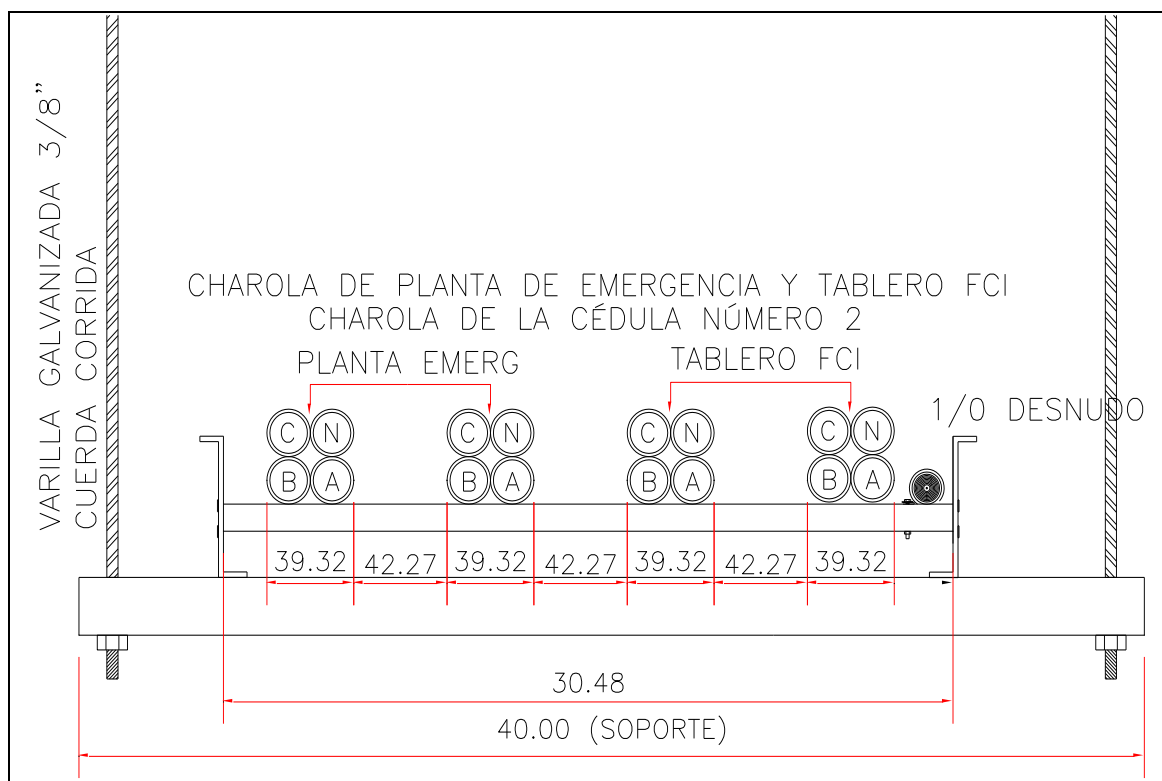 VARILLA GALVANIZADA 3/8”
CUERDA CORRIDA
CHAROLA DE PLANTA DE EMERGENCIA Y TABLERO FCI
CHAROLA DE LA CÉDULA NÚMERO 2
PLANTA EMERG
TABLERO FCI
1/0 DESNUDO
C N C N C N C N
B A B A B A B A
39.32 42.27 39.32 42.27 39.32 42.27 39.32
30.48
40.00 (SOPORTE)